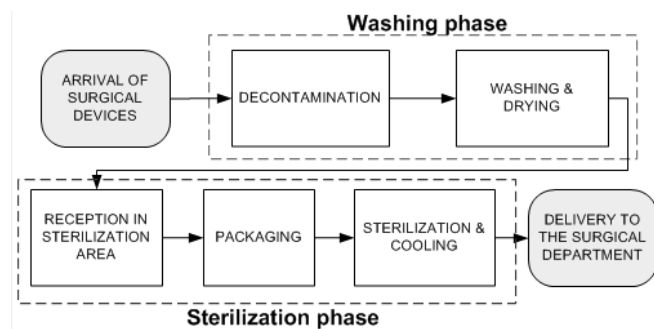 Washing phase
ARRIVAL OF
SURGICAL
DEVICES
DECONTAMINATION
WASHING &
DRYING
RECEPTION IN
STERILIZATION
AREA
PACKAGING
STERILIZATION &
COOLING
DELIVERY TO
THE SURGICAL
DEPARTMENT
Sterilization phase